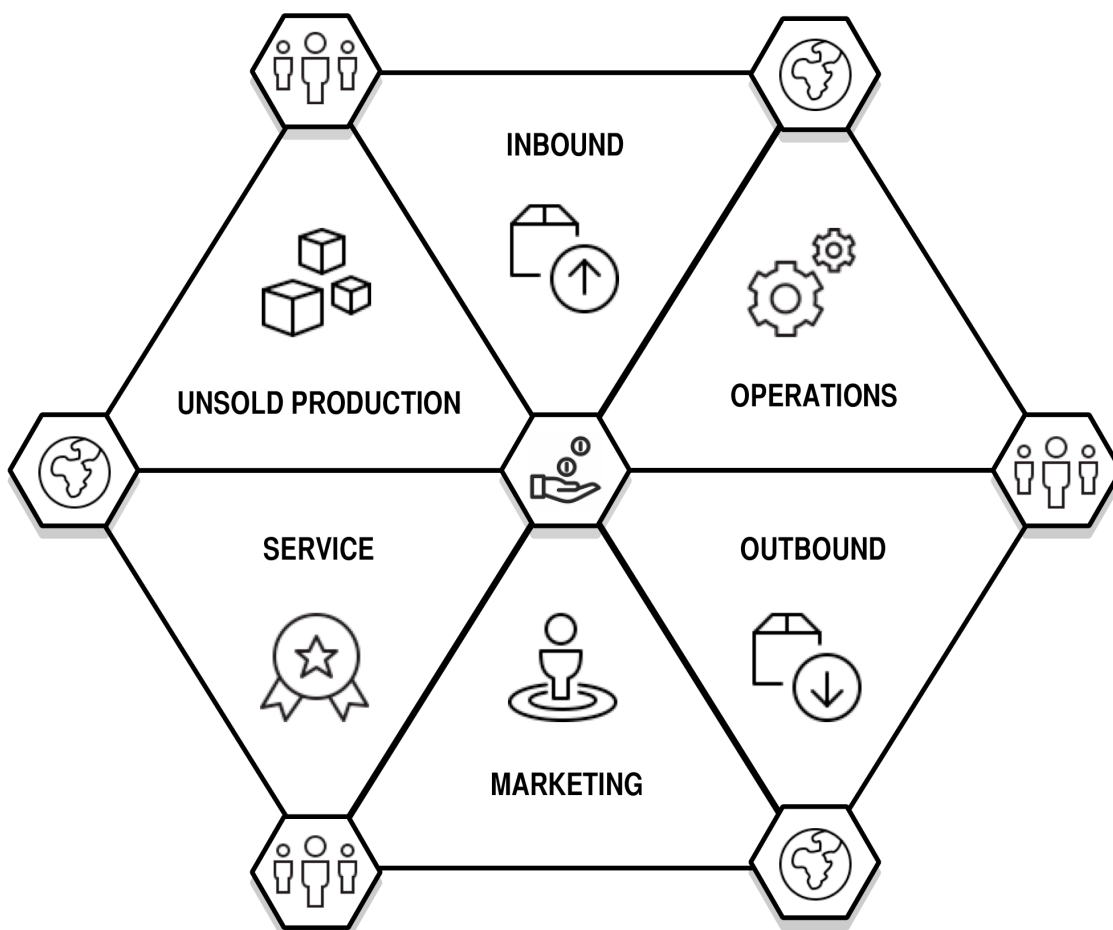 INBOUND
UNSOLD PRODUCTION
OPERATIONS
SERVICE
OUTBOUND
MARKETING